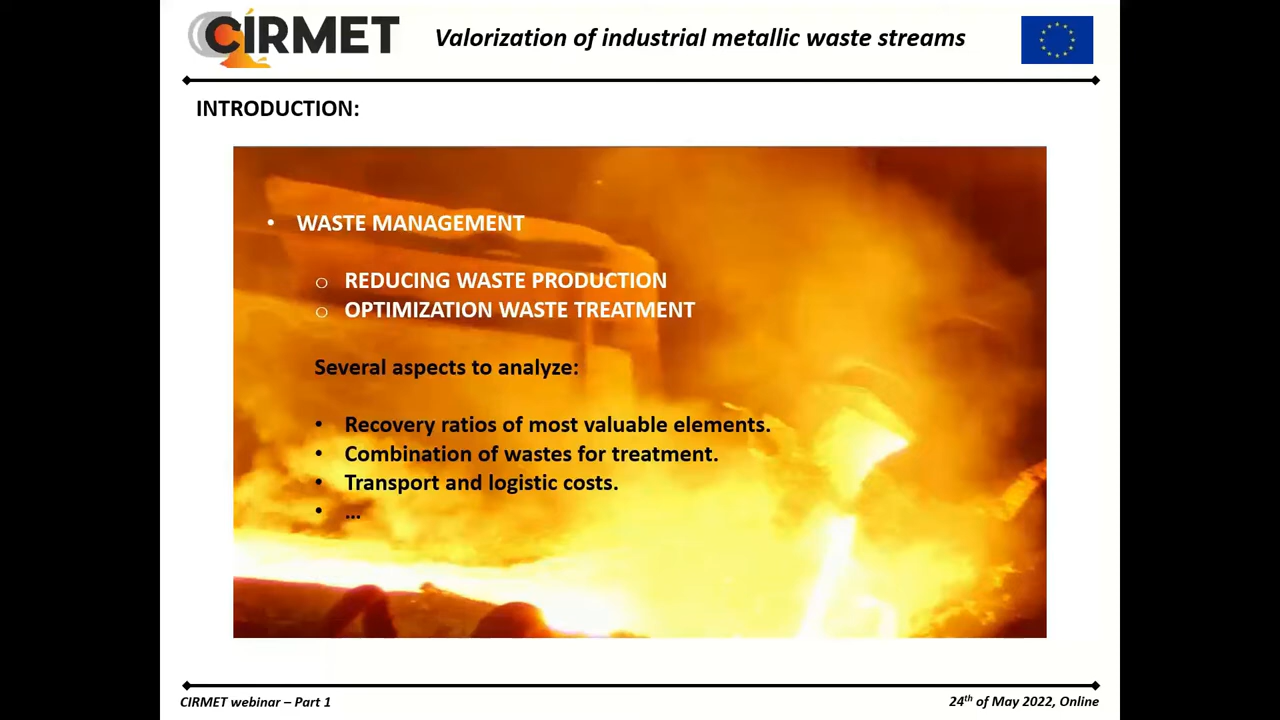 CIRMET
Valorization of industrial metallic waste streams
INTRODUCTION:
• WASTE MANAGEMENT
o REDUCING WASTE PRODUCTION
o OPTIMIZATION WASTE TREATMENT
Several aspects to analyze:
• Recovery ratios of most valuable elements.
• Combination of wastes for treatment.
• Transport and logistic costs.
• ...
CIRMET webinar – Part 1
24th of May 2022, Online